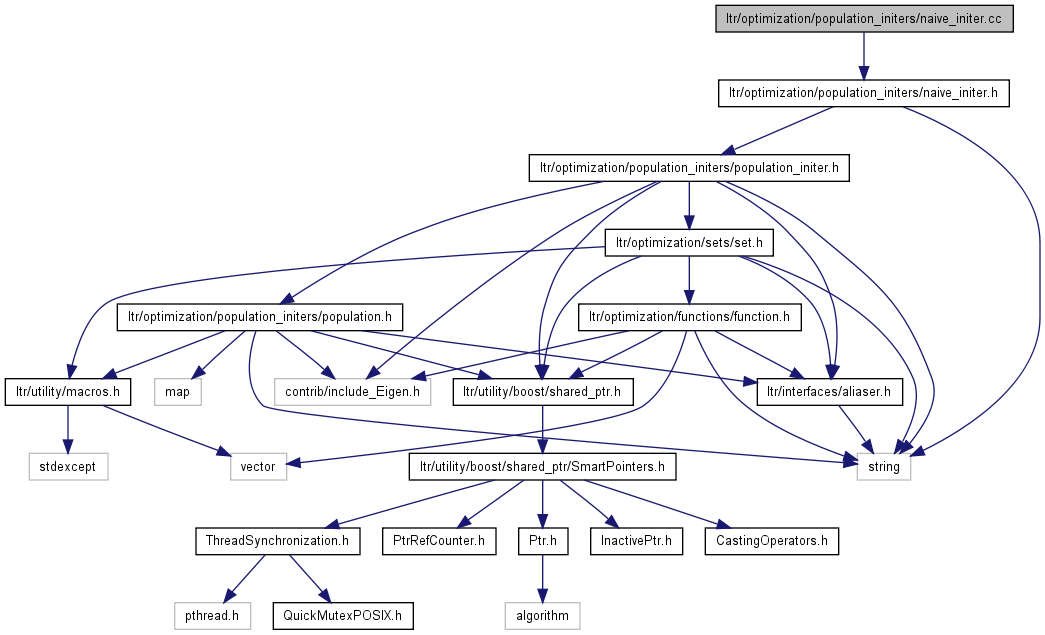 ltr/optimization/population_initers/naive_initer.cc
ltr/optimization/population_initers/naive_initer.h
ltr/optimization/population_initers/population_initer.h
ltr/optimization/sets/set.h
ltr/optimization/population_initers/population.h
ltr/optimization/functions/function.h
ltr/utility/macros.h
map
contrib/include_Eigen.h
ltr/utility/boost/shared_ptr.h
ltr/interfaces/aliaser.h
stdexcept
vector
ltr/utility/boost/shared_ptr/SmartPointers.h
string
ThreadSynchronization.h
PtrRefCounter.h
Ptr.h
InactivePtr.h
CastingOperators.h
pthread.h
QuickMutexPOSIX.h
algorithm